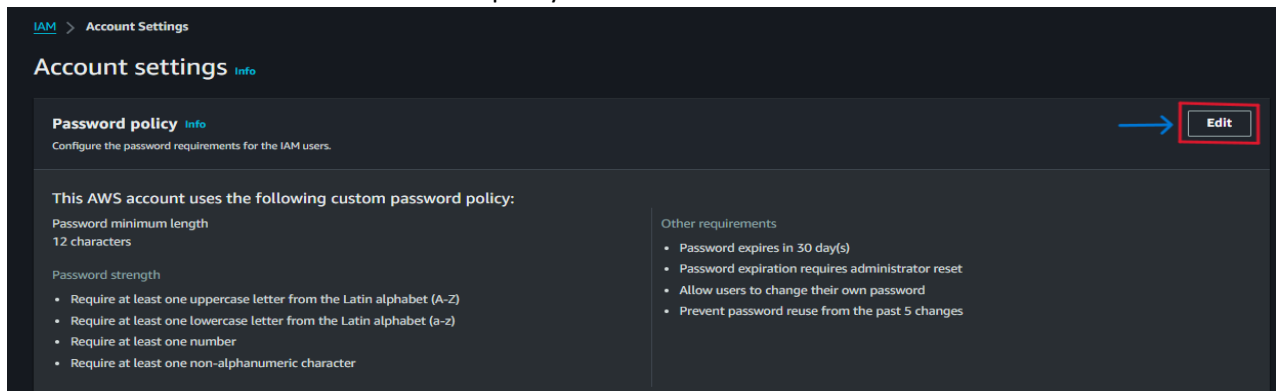 IAM > Account Settings
Account settings Info
Password policy Info
Edit
Configure the password requirements for the IAM users.
This AWS account uses the following custom password policy:
Password minimum length
12 characters
Password strength
• Require at least one uppercase letter from the Latin alphabet (A-Z)
• Require at least one lowercase letter from the Latin alphabet (a-z)
• Require at least one number
• Require at least one non-alphanumeric character
Other requirements
• Password expires in 30 day(s)
• Password expiration requires administrator reset
• Allow users to change their own password
• Prevent password reuse from the past 5 changes